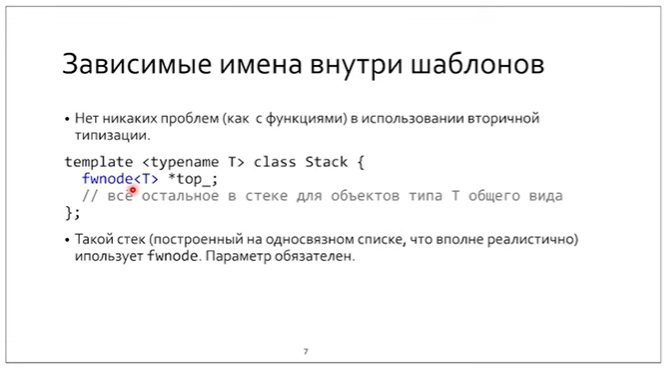 Зависимые имена внутри шаблонов
• Нет никаких проблем (как с функциями) в использовании вторичной
типизации.
template <typename T> class Stack {
fwnode<T> *top_;
// все остальное в стеке для объектов типа T общего вида
};
• Такой стек (построенный на односвязном списке, что вполне реалистично)
ипользует fwnode. Параметр обязателен.
7